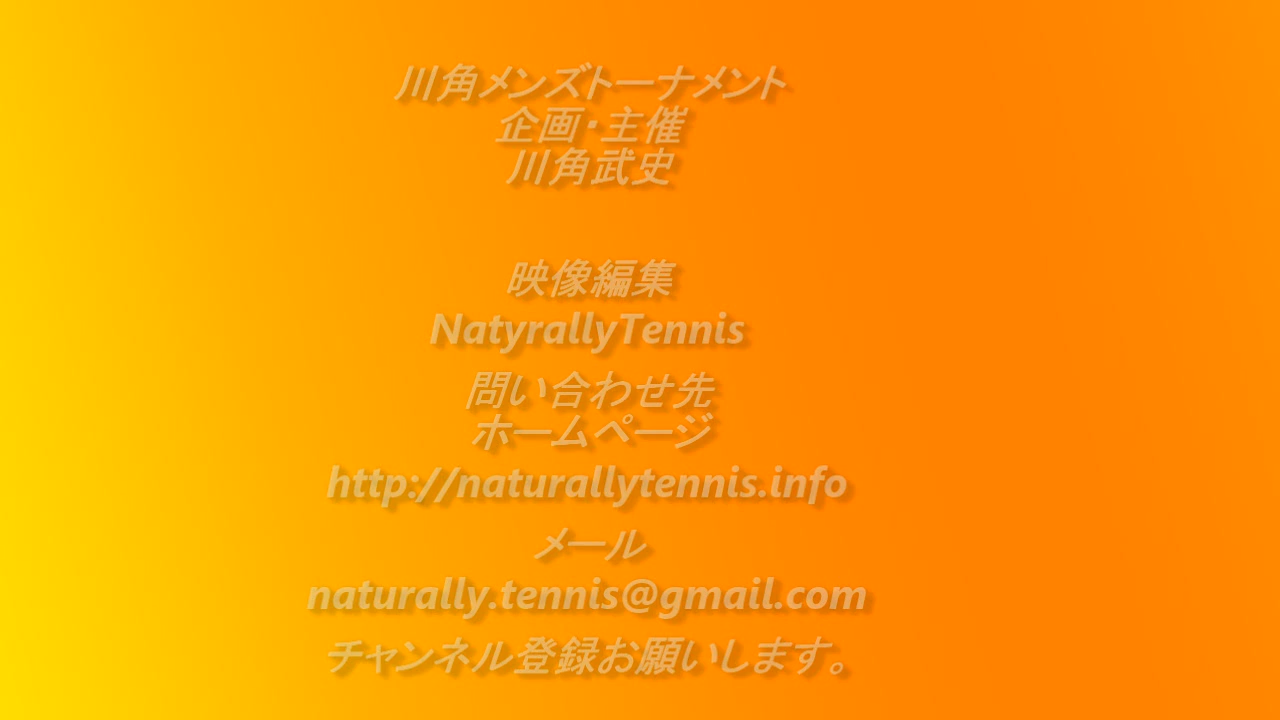 川角メンズトーナメント
企画・主催
川角武史
映像編集
NatyrallyTennis
問い合わせ先
ホームページ
http://naturallytennis.info
メール
naturally.tennis@gmail.com
チャンネル登録お願いします。